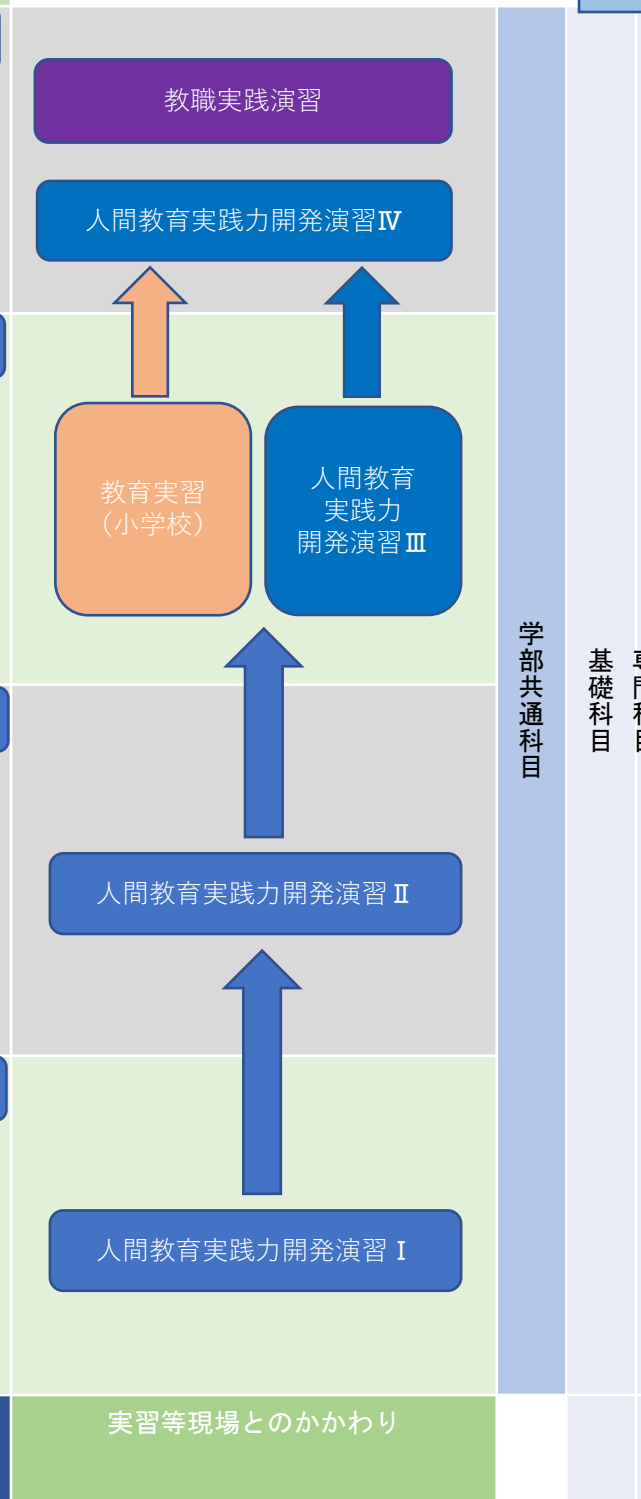 教職実践演習
人間教育実践力開発演習Ⅳ
教育実習
（小学校）
人間教育
実践力
開発演習Ⅲ
人間教育実践力開発演習Ⅱ
人間教育実践力開発演習Ⅰ
実習等現場とのかかわり
学部共通科目
基礎科目